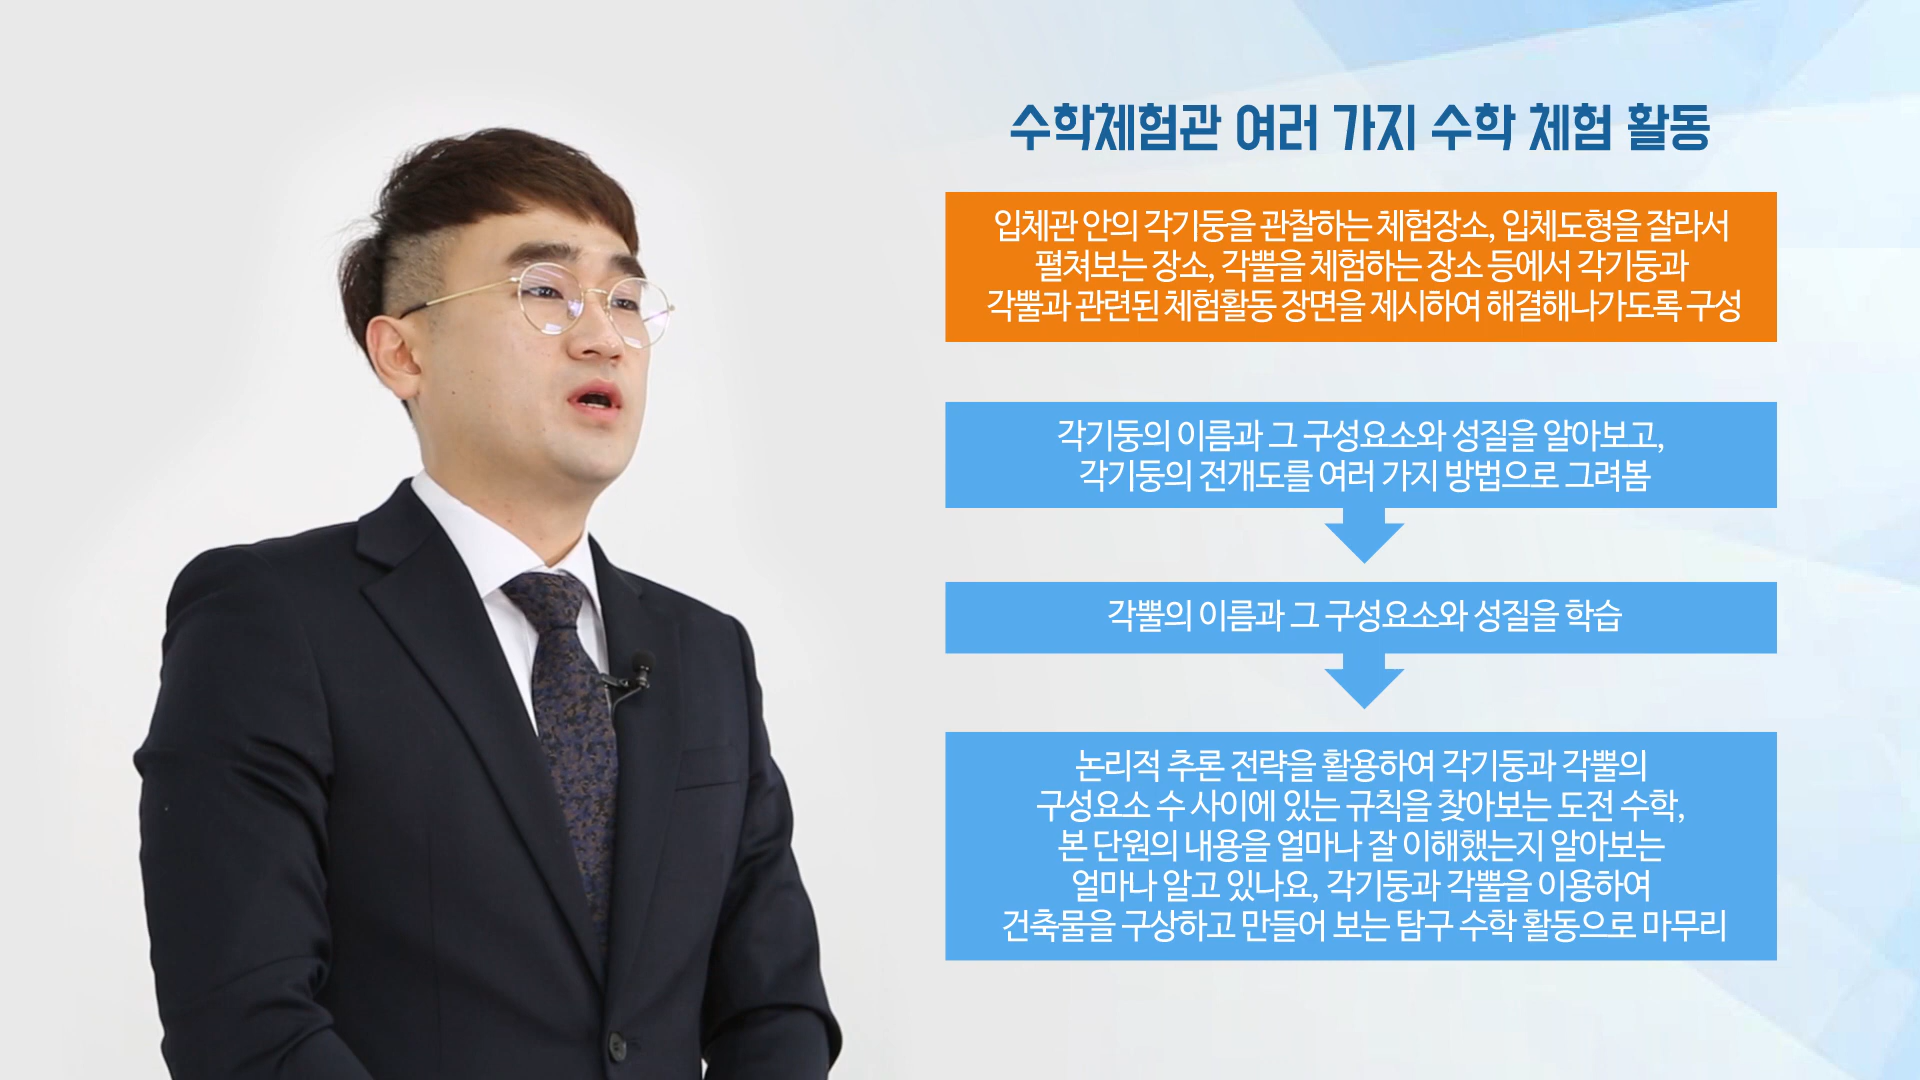 수학체험관 여러 가지 수학 체험 활동
입체관 안의 각기둥을 관찰하는 체험장소, 입체도형을 잘라서
펼쳐보는 장소, 각뿔을 체험하는 장소 등에서 각기둥과
각뿔과 관련된 체험활동 장면을 제시하여 해결해나가도록 구성
각기둥의 이름과 그 구성요소와 성질을 알아보고,
각기둥의 전개도를 여러 가지 방법으로 그려봄
각뿔의 이름과 그 구성요소와 성질을 학습
논리적 추론 전략을 활용하여 각기둥과 각뿔의
구성요소 수 사이에 있는 규칙을 찾아보는 도전 수학,
본 단원의 내용을 얼마나 잘 이해했는지 알아보는
얼마나 알고 있나요, 각기둥과 각뿔을 이용하여
건축물을 구상하고 만들어 보는 탐구 수학 활동으로 마무리